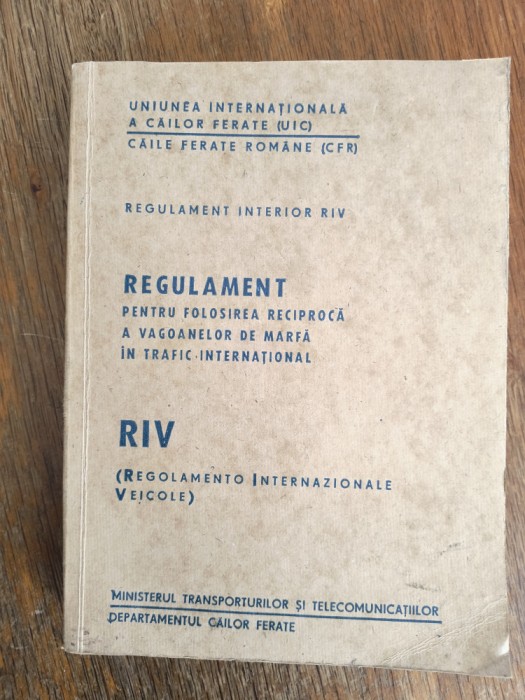 UNIUNEA INTERNAȚIONALĂ
A CĂILOR FERATE (UIC)
CĂILE FERATE ROMÂNE (CFR)
REGULAMENT INTERIOR RIV
REGULAMENT
PENTRU FOLOSIREA RECIPROCĂ
A VAGOANELOR DE MARFĂ
ÎN TRAFIC INTERNAȚIONAL
RIV
(REGOLAMENTO INTERNAZIONALE
VEICOLE)
MINISTERUL TRANSPORTURILOR ȘI TELECOMUNICAȚIILOR
DEPARTAMENTUL CĂILOR FERATE